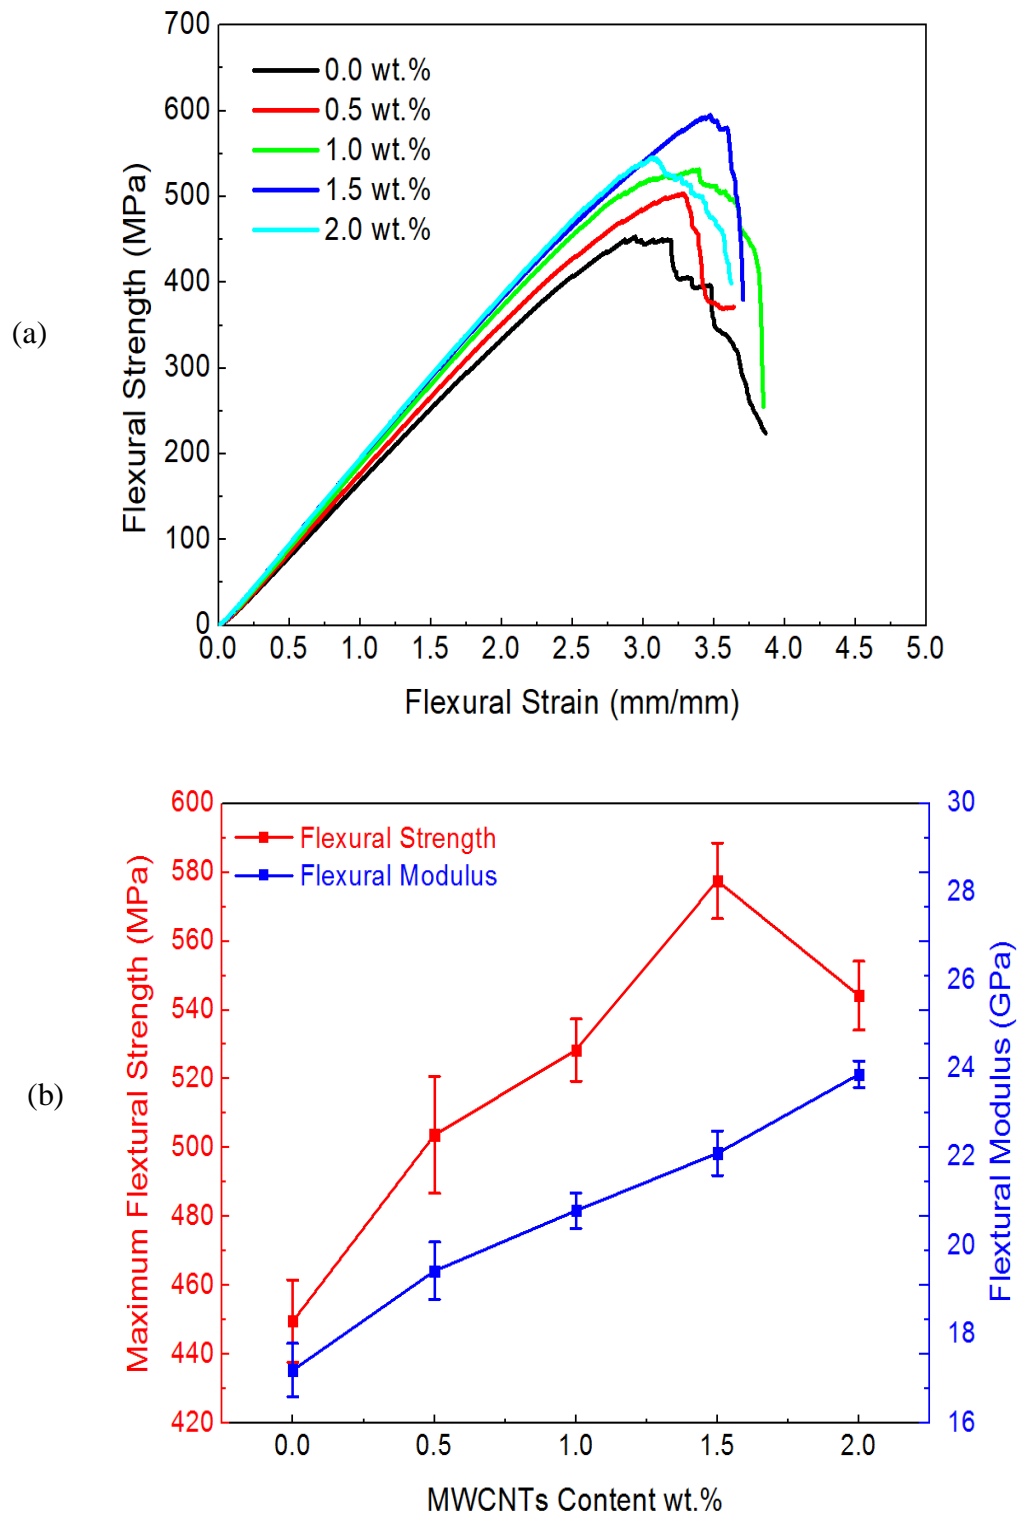 700
600
500
400
300
200
100
0
Flexural Strength (MPa)
0.0 wt.%
0.5 wt.%
1.0 wt.%
1.5 wt.%
2.0 wt.%
(a)
0.0 0.5 1.0 1.5 2.0 2.5 3.0 3.5 4.0 4.5 5.0
Flexural Strain (mm/mm)
600
580
560
540
520
500
480
460
440
420
Maximum Flextural Strength (MPa)
Flexural Strength
Flexural Modulus
30
28
26
24
22
20
18
16
Flextural Modulus (GPa)
(b)
0.0 0.5 1.0 1.5 2.0
MWCNTs Content wt.%